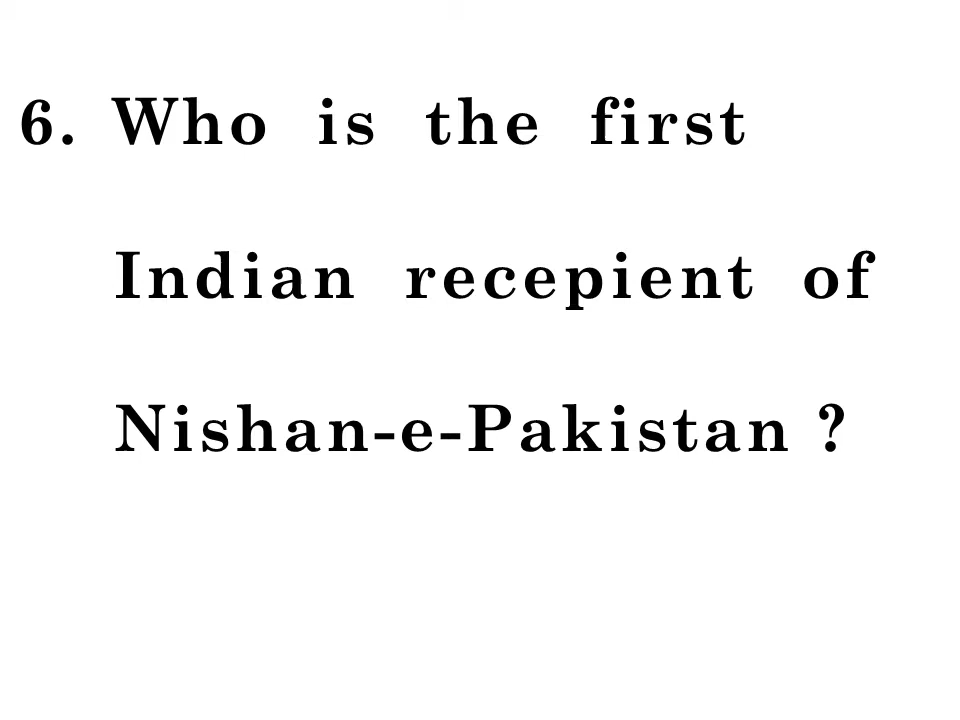 6. Who is the first
Indian recepient of
Nishan-e-Pakistan ?